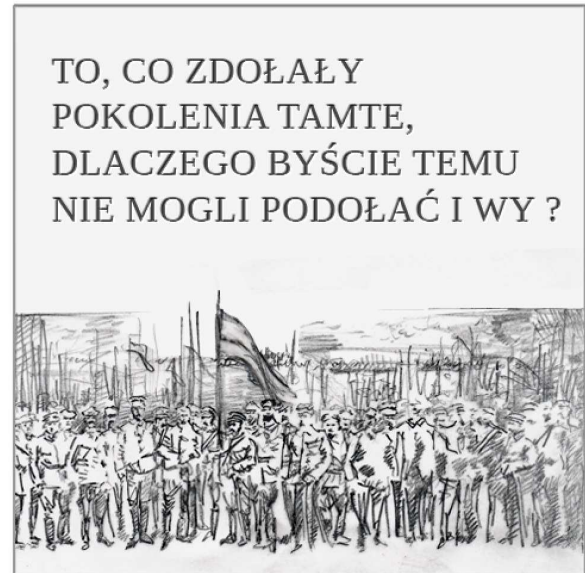 TO, CO ZDOŁAŁY
POKOLENIA TAMTE,
DLACZEGO BYŚCIE TEMU
NIE MOGLI PODOŁAĆ I WY ?